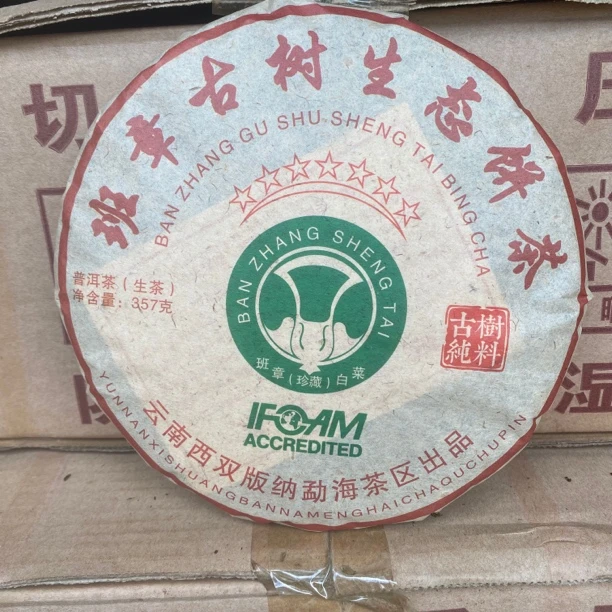 班章古树生态饼茶
BAN ZHANG GU SHU SHENG TAI BING CHA
BAN ZHANG SHENG TAI
班章(珍藏)白菜
普洱茶(生茶)
净含量:357克
古樹
純料
IFOAM
ACCREDITED
云南西双版纳勐海茶区出品
YUNNANXISHUANGBANNAMENGHAICHAQUCHUPIN
切
压
湿